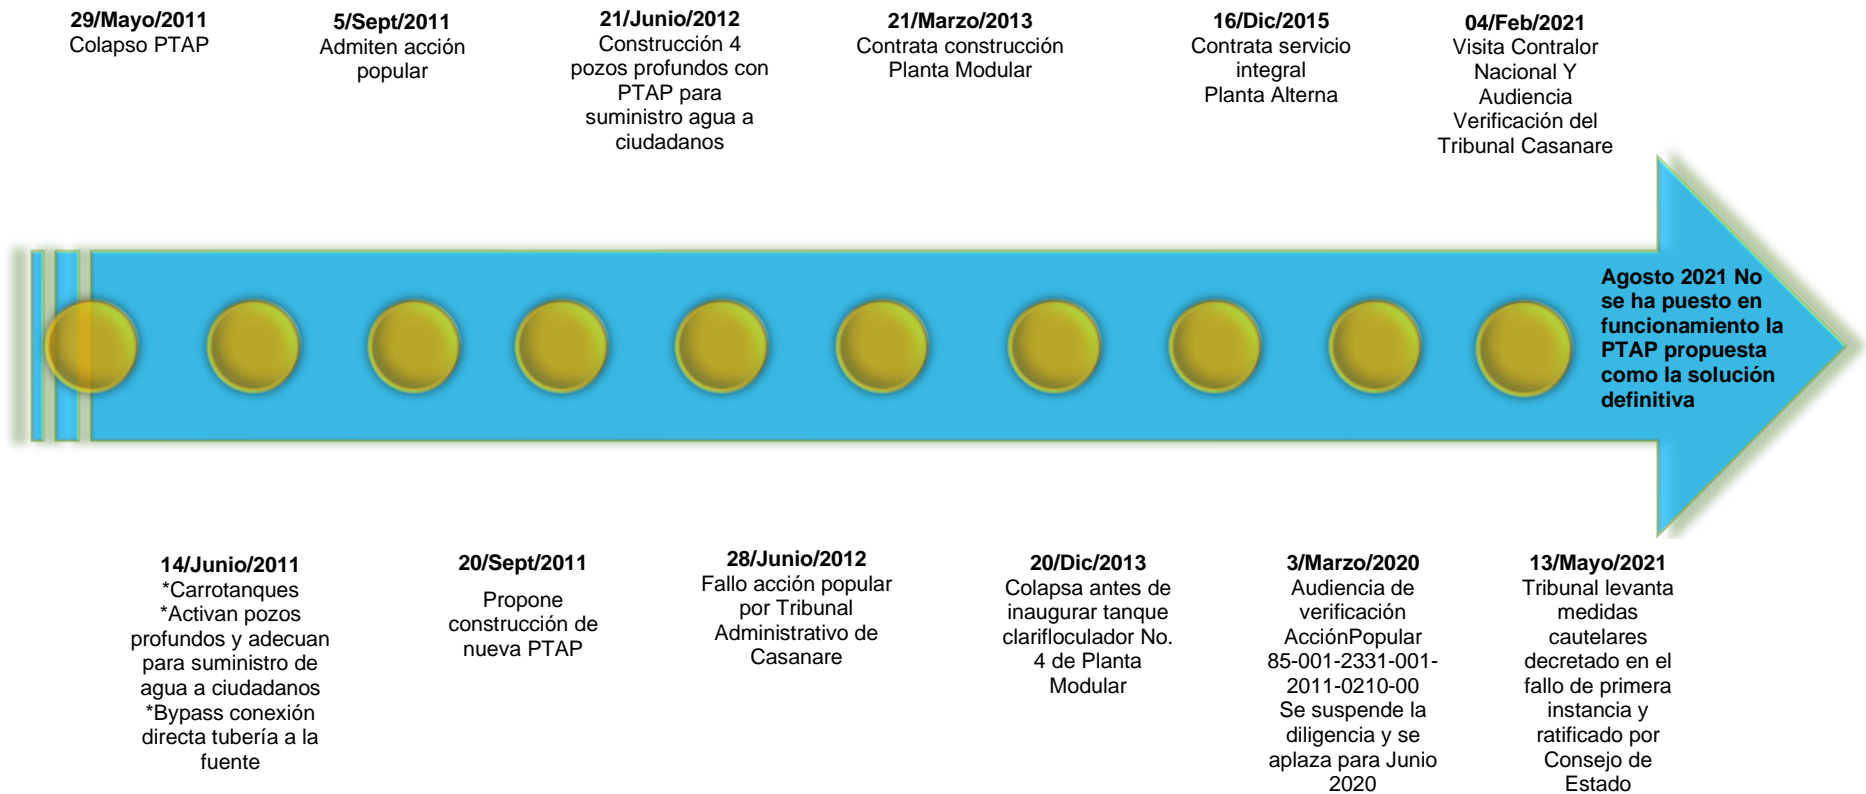 29/Mayo/2011
Colapso PTAP
5/Sept/2011
Admiten acción
popular
21/Junio/2012
Construcción 4
pozos profundos con
PTAP para
suministro agua a
ciudadanos
21/Marzo/2013
Contrata construcción
Planta Modular
16/Dic/2015
Contrata servicio
integral
Planta Alterna
04/Feb/2021
Visita Contralor
Nacional Y
Audiencia
Verificación del
Tribunal Casanare
Agosto 2021 No
se ha puesto en
funcionamiento la
PTAP propuesta
como la solución
definitiva
14/Junio/2011
*Carrotanques
*Activan pozos
profundos y adecuan
para suministro de
agua a ciudadanos
*Bypass conexión
directa tubería a la
fuente
20/Sept/2011
Propone
construcción de
nueva PTAP
28/Junio/2012
Fallo acción popular
por Tribunal
Administrativo de
Casanare
20/Dic/2013
Colapsa antes de
inaugurar tanque
clarifloculador No.
4 de Planta
Modular
3/Marzo/2020
Audiencia de
verificación
AcciónPopular
85-001-2331-001-
2011-0210-00
Se suspende la
diligencia y se
aplaza para Junio
2020
13/Mayo/2021
Tribunal levanta
medidas
cautelares
decretado en el
fallo de primera
instancia y
ratificado por
Consejo de
Estado